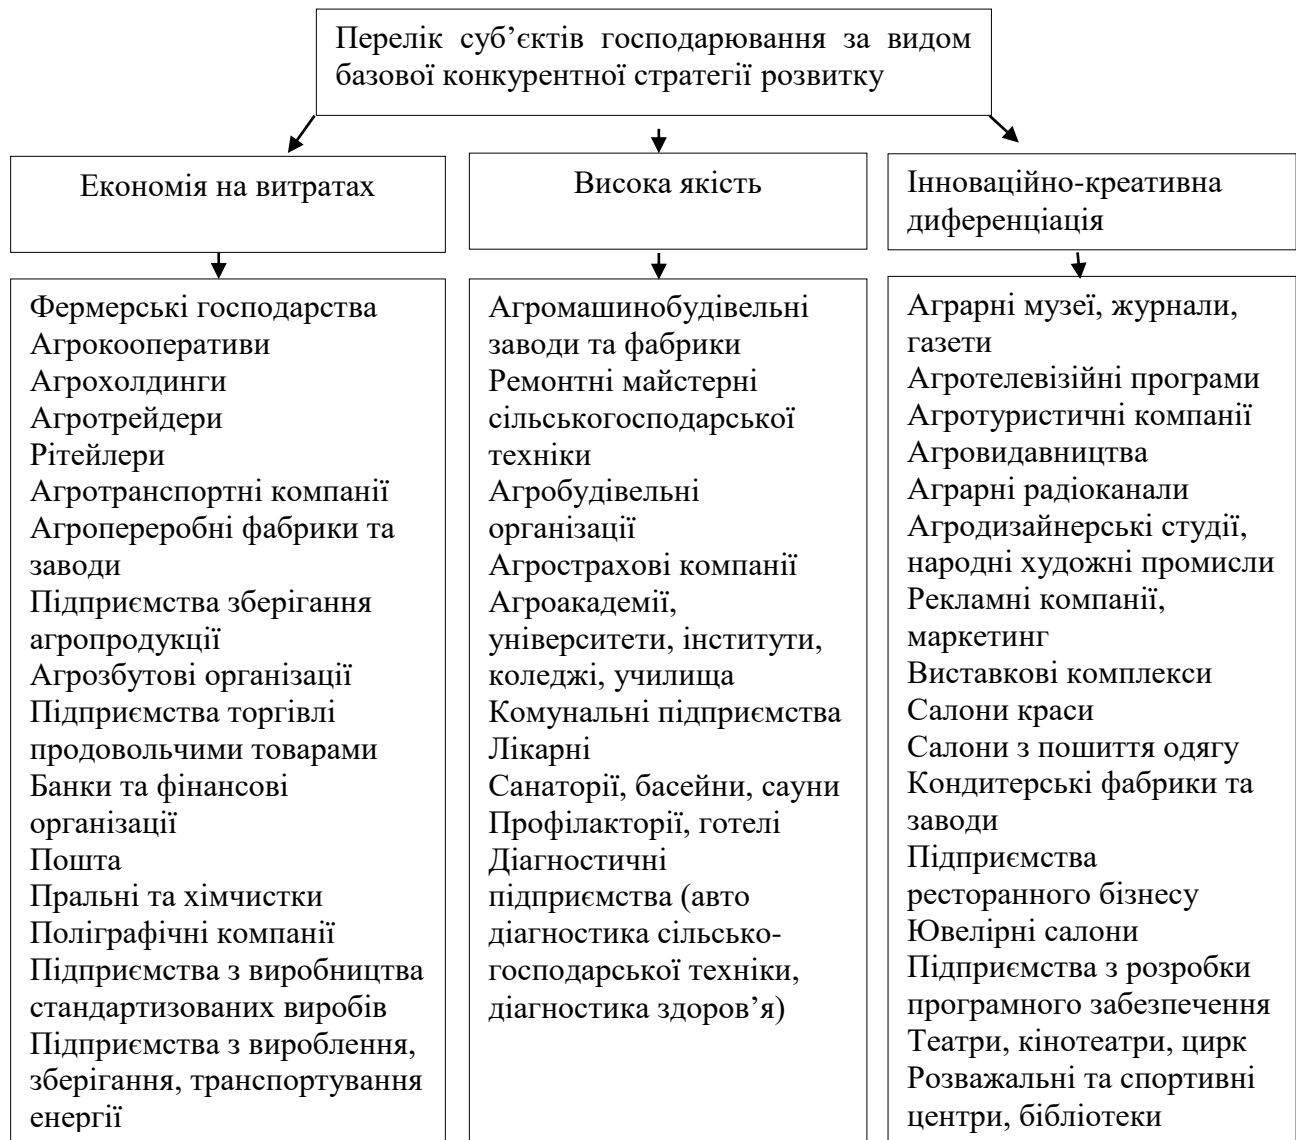 Перелік суб’єктів господарювання за видом
базової конкурентної стратегії розвитку
Економія на витратах
Висока якість
Інноваційно-креативна
диференціація
Фермерські господарства
Агрокооперативи
Агрохолдинги
Агротрейдери
Рітейлери
Агротранспортні компанії
Агропереробні фабрики та
заводи
Підприємства зберігання
агропродукції
Агрозбутові організації
Підприємства торгівлі
продовольчими товарами
Банки та фінансові
організації
Пошта
Пральні та хімчистки
Поліграфічні компанії
Підприємства з виробництва
стандартизованих виробів
Підприємства з вироблення,
зберігання, транспортування
енергії
Агромашинобудівельні
заводи та фабрики
Ремонтні майстерні
сільськогосподарської
техніки
Агробудівельні
організації
Агрострахові компанії
Агроакадемії,
університети, інститути,
коледжі, училища
Комунальні підприємства
Лікарні
Санаторії, басейни, сауни
Профілакторії, готелі
Діагностичні
підприємства (авто
діагностика сільсько-
господарської техніки,
діагностика здоров’я)
Аграрні музеї, журнали,
газети
Агротелевізійні програми
Агротуристичні компанії
Агровидавництва
Аграрні радіоканали
Агродизайнерські студії,
народні художні промисли
Рекламні компанії,
маркетинг
Виставкові комплекси
Салони краси
Салони з пошиття одягу
Кондитерські фабрики та
заводи
Підприємства
ресторанного бізнесу
Ювелірні салони
Підприємства з розробки
програмного забезпечення
Театри, кінотеатри, цирк
Розважальні та спортивні
центри, бібліотеки